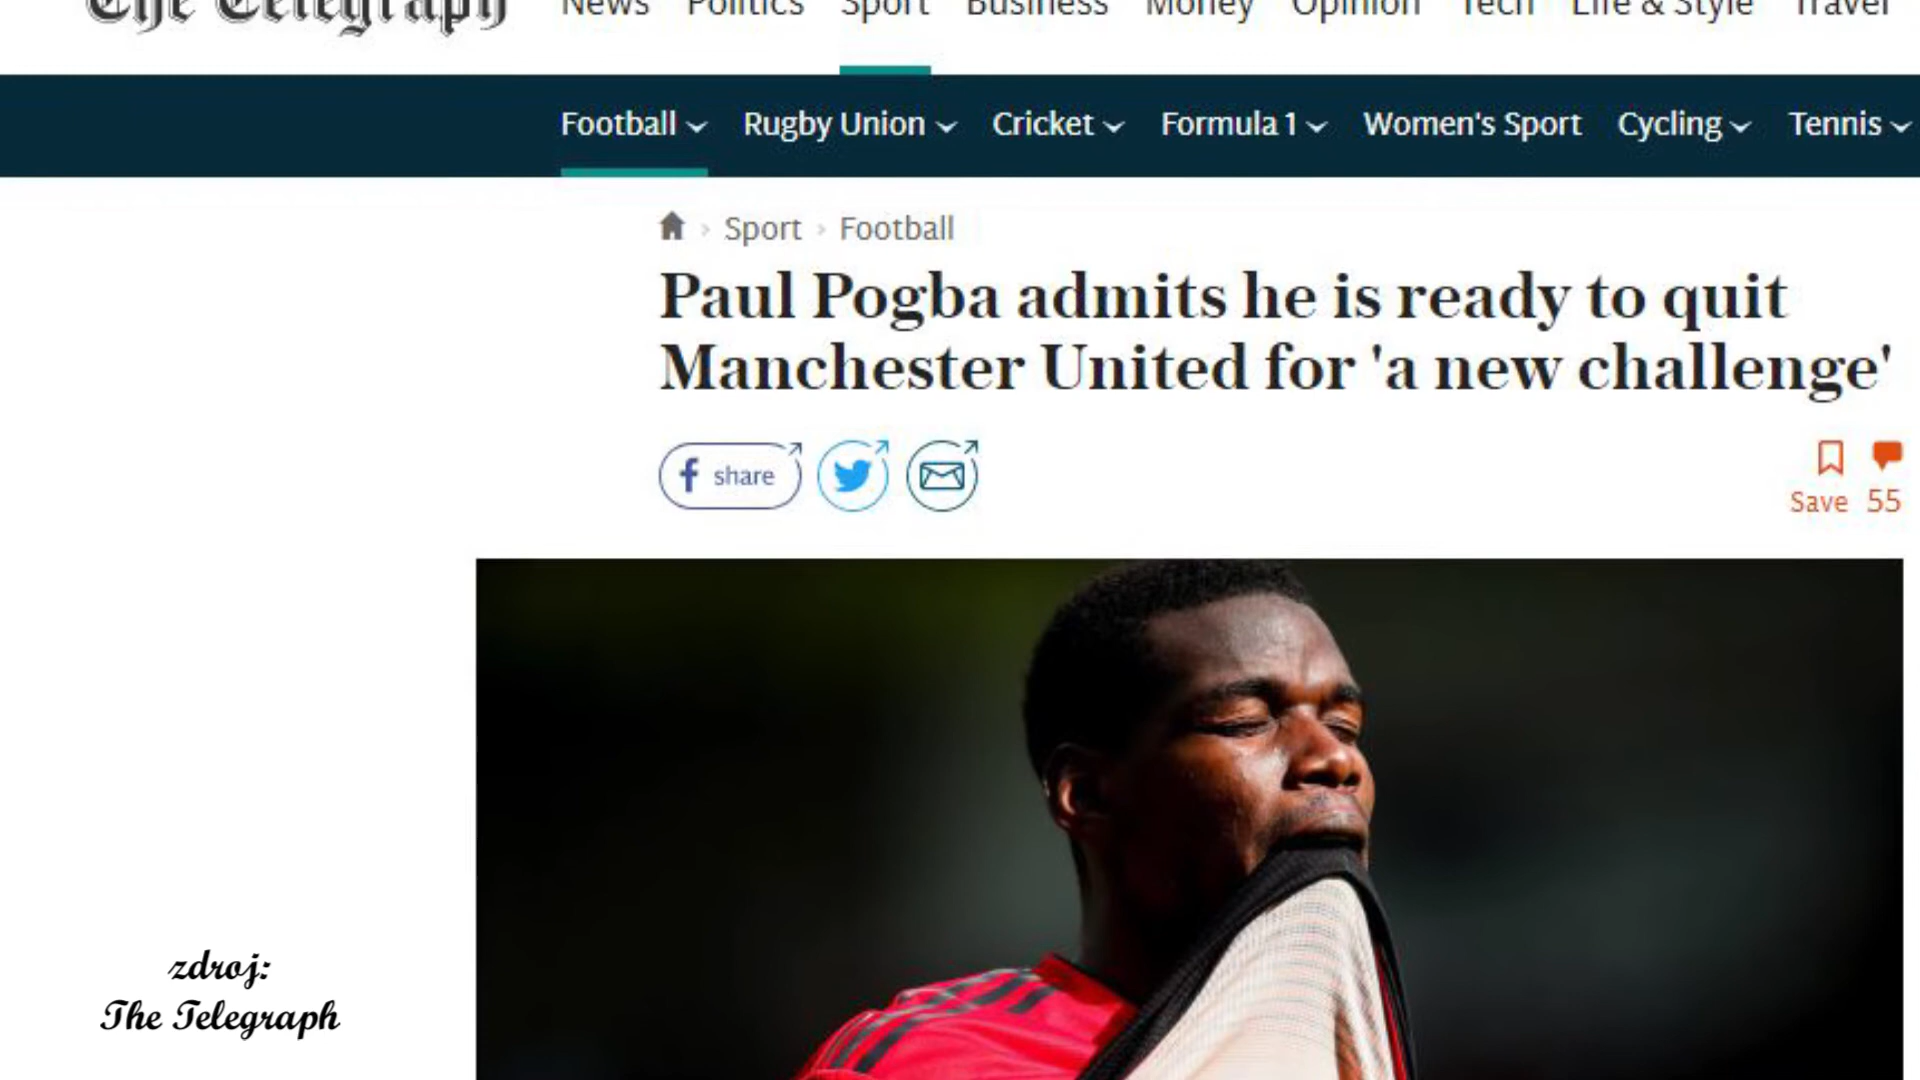 The Telegraph
News Politics Sport Business Money Opinion Tech Life & Style Travel
Football Rugby Union Cricket Formula 1 Women's Sport Cycling Tennis
Sport Football
Paul Pogba admits he is ready to quit
Manchester United for 'a new challenge'
f share
Save 55
zdroj:
The Telegraph